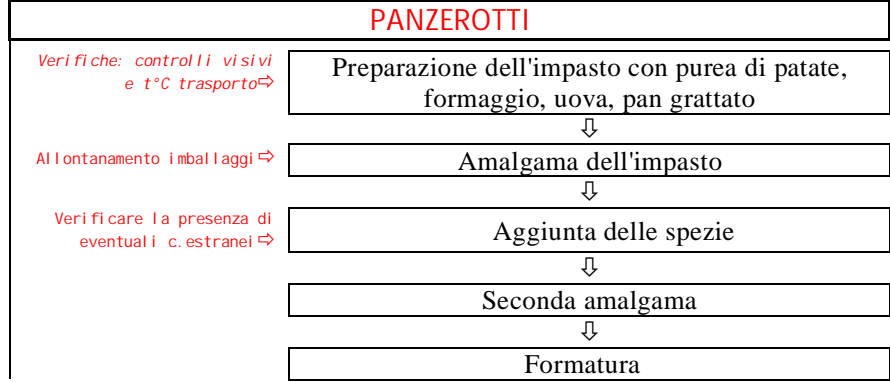 PANZEROTTI
Verifiche: controlli visivi
e t°C trasporto⇨
Preparazione dell'impasto con purea di patate,
formaggio, uova, pan grattato
⇩
Allontanamento imballaggi⇨
Amalgama dell'impasto
⇩
Verificare la presenza di
eventuali c.estranei⇨
Aggiunta delle spezie
⇩
Seconda amalgama
⇩
Formatura